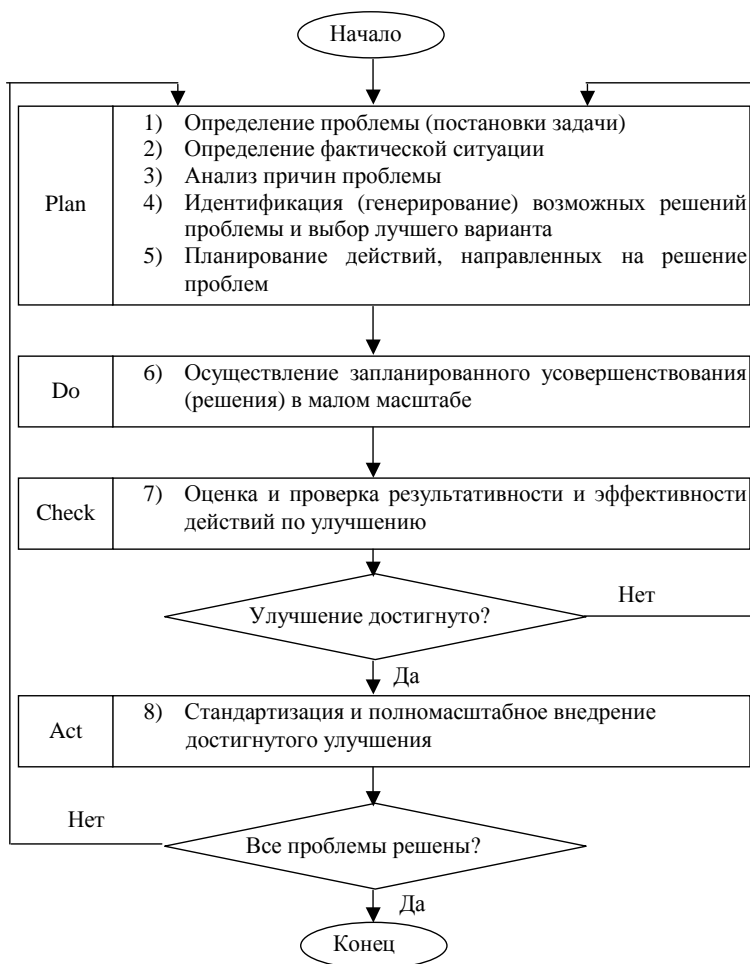 Начало
Plan
1) Определение проблемы (постановки задачи)
2) Определение фактической ситуации
3) Анализ причин проблемы
4) Идентификация (генерирование) возможных решений
проблемы и выбор лучшего варианта
5) Планирование действий, направленных на решение
проблем
Do
6) Осуществление запланированного усовершенствования
(решения) в малом масштабе
Check
7) Оценка и проверка результативности и эффективности
действий по улучшению
Улучшение достигнуто?
Нет
Да
Act
8) Стандартизация и полномасштабное внедрение
достигнутого улучшения
Нет
Все проблемы решены?
Да
Конец